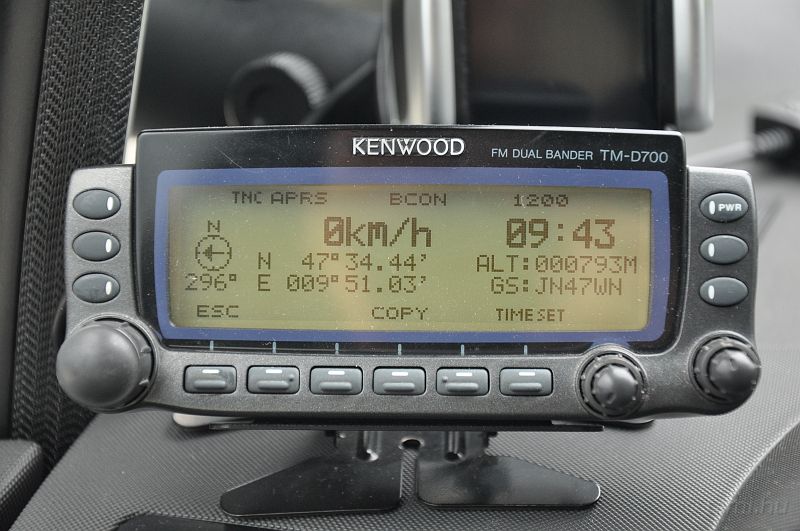 KENWOOD
FM DUAL BANDER TM-D700
TNC APRS BCON 1200
N
0km/h 09:43
N 47°34.44' ALT:000793M
296° E 009°51.03' GS:JN47WN
ESC COPY TIMESET
PWR